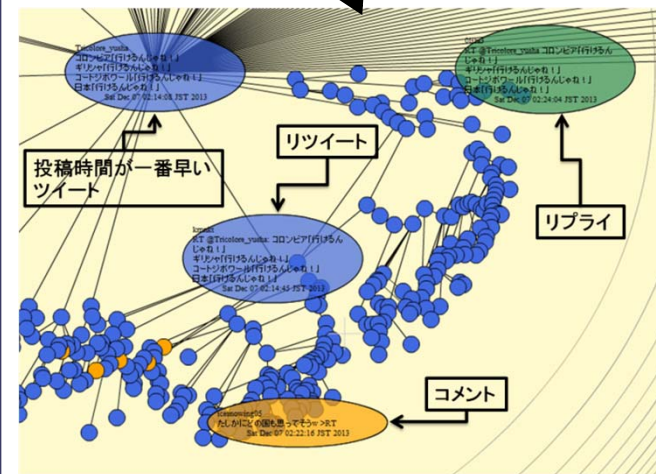 Tricolore_yusha
コロンビア「行けるんじゃね！」
ギリシャ「行けるんじゃね！」
コートジボワール「行けるんじゃね！」
日本「行けるんじゃね！」
Sat Dec 07 02:14:08 JST 2013
RT @Tricolore_yusha コロンビア「行けるん
じゃね！」
ギリシャ「行けるんじゃね！」
コートジボワール「行けるんじゃね！」
日本「行けるんじゃね！」
Sat Dec 07 02:24:04 JST 2013
投稿時間が一番早い
ツイート
リツイート
リプライ
RT @Tricolore_yusha: コロンビア「行けるん
じゃね！」
ギリシャ「行けるんじゃね！」
コートジボワール「行けるんじゃね！」
日本「行けるんじゃね！」
Sat Dec 07 02:14:45 JST 2013
コメント
たしかにどの国も思ってそうw >RT
Sat Dec 07 02:22:16 JST 2013